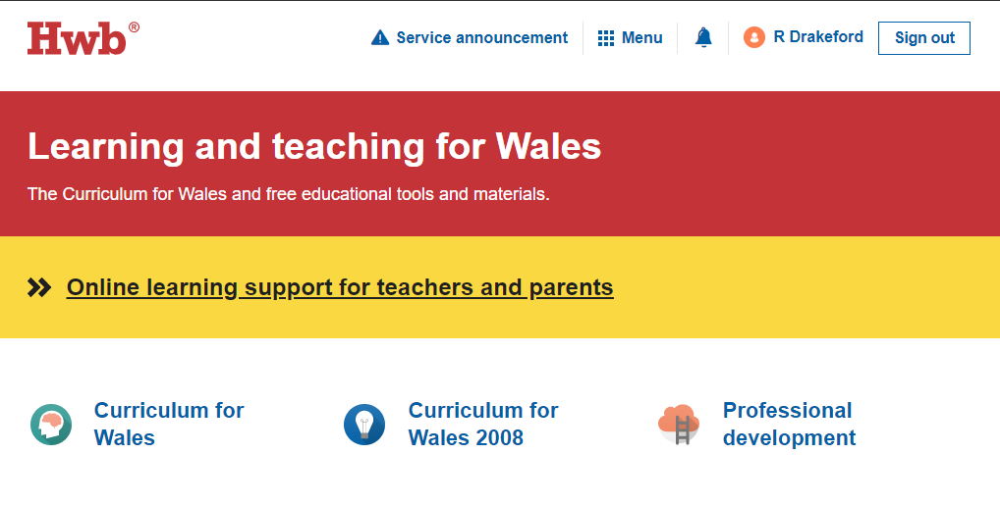 Hwb®
Service announcement
Menu
R Drakeford
Sign out
Learning and teaching for Wales
The Curriculum for Wales and free educational tools and materials.
Online learning support for teachers and parents
Curriculum for
Wales
Curriculum for
Wales 2008
Professional
development